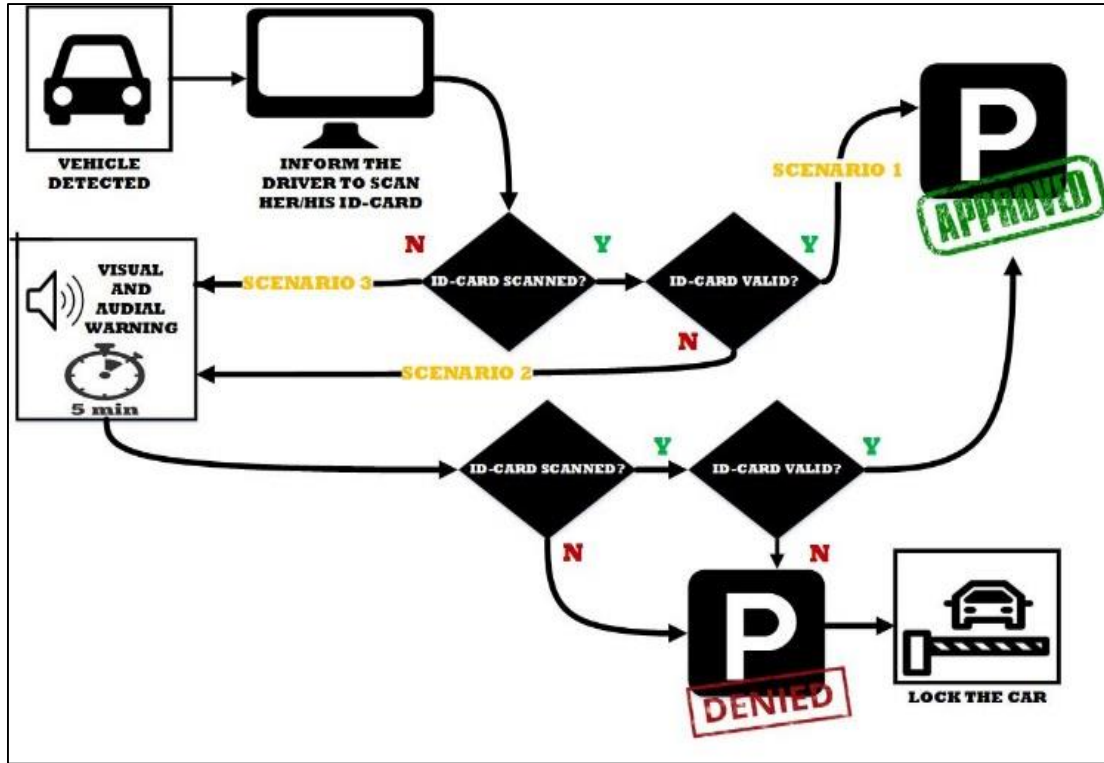 VEHICLE
DETECTED
INFORM THE
DRIVER TO SCAN
HER/HIS ID-CARD
P
APPROVED
SCENARIO 1
N
Y
Y
ID-CARD SCANNED?
ID-CARD VALID?
SCENARIO 3
VISUAL
AND
AUDIAL
WARNING
5 min
N
SCENARIO 2
Y
Y
ID-CARD SCANNED?
ID-CARD VALID?
N
N
P
DENIED
LOCK THE CAR